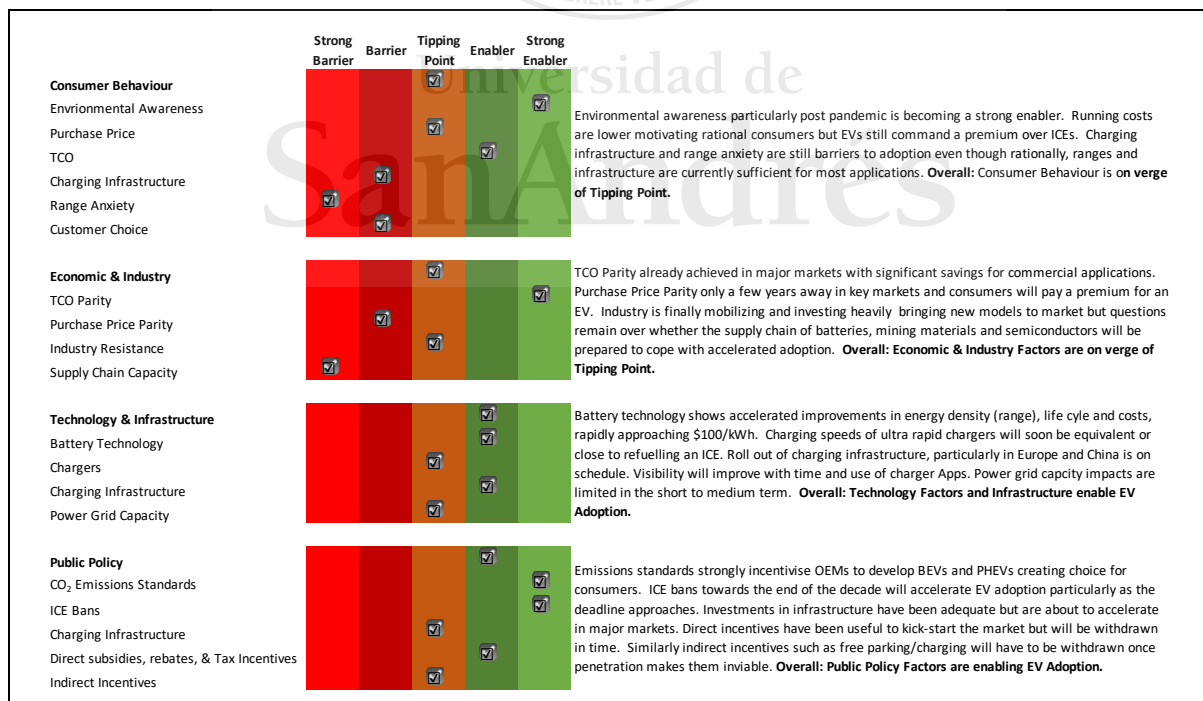 HERE VE
Strong Barrier
Barrier
Tipping Point
Enabler
Strong Enabler
Universidad de
SanAndrés
Consumer Behaviour
Envrionmental Awareness
Purchase Price
TCO
Charging Infrastructure
Range Anxiety
Customer Choice
Environmental awareness particularly post pandemic is becoming a strong enabler. Running costs
are lower motivating rational consumers but EVs still command a premium over ICEs. Charging
infrastructure and range anxiety are still barriers to adoption even though rationally, ranges and
infrastructure are currently sufficient for most applications. Overall: Consumer Behaviour is on verge
of Tipping Point.
Economic & Industry
TCO Parity
Purchase Price Parity
Industry Resistance
Supply Chain Capacity
TCO Parity already achieved in major markets with significant savings for commercial applications.
Purchase Price Parity only a few years away in key markets and consumers will pay a premium for an
EV. Industry is finally mobilizing and investing heavily bringing new models to market but questions
remain over whether the supply chain of batteries, mining materials and semiconductors will be
prepared to cope with accelerated adoption. Overall: Economic & Industry Factors are on verge of
Tipping Point.
Technology & Infrastructure
Battery Technology
Chargers
Charging Infrastructure
Power Grid Capacity
Battery technology shows accelerated improvements in energy density (range), life cyle and costs,
rapidly approaching $100/kWh. Charging speeds of ultra rapid chargers will soon be equivalent or
close to refuelling an ICE. Roll out of charging infrastructure, particularly in Europe and China is on
schedule. Visibility will improve with time and use of charger Apps. Power grid capcity impacts are
limited in the short to medium term. Overall: Technology Factors and Infrastructure enable EV
Adoption.
Public Policy
CO₂ Emissions Standards
ICE Bans
Charging Infrastructure
Direct subsidies, rebates, & Tax Incentives
Indirect Incentives
Emissions standards strongly incentivise OEMs to develop BEVs and PHEVs creating choice for
consumers. ICE bans towards the end of the decade will accelerate EV adoption particularly as the
deadline approaches. Investments in infrastructure have been adequate but are about to accelerate
in major markets. Direct incentives have been useful to kick-start the market but will be withdrawn
in time. Similarly indirect incentives such as free parking/charging will have to be withdrawn once
penetration makes them inviable. Overall: Public Policy Factors are enabling EV Adoption.